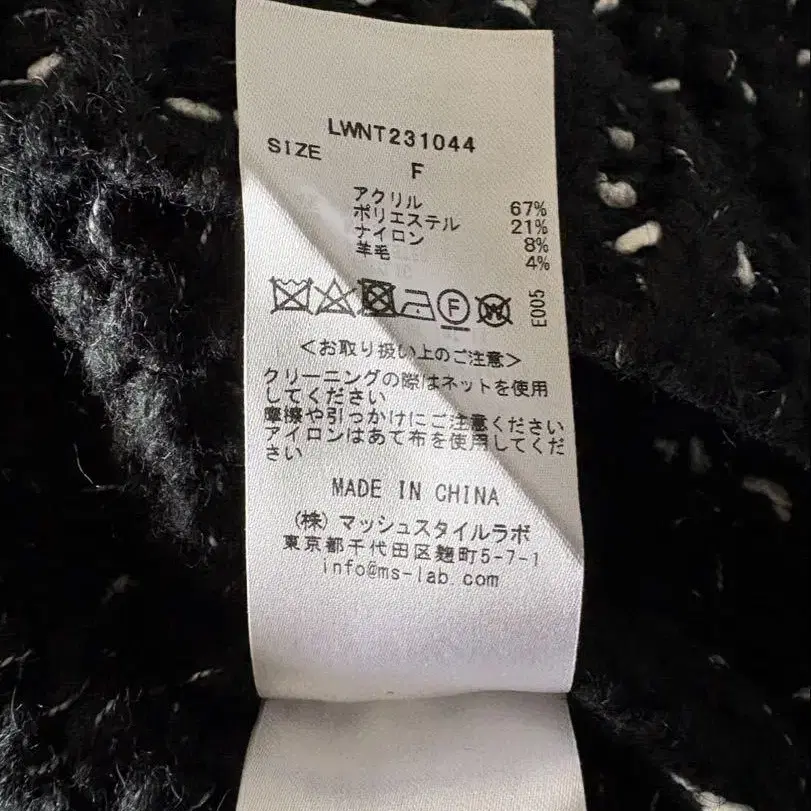 LWNT231044
SIZE F
アクリル 67%
ポリエステル 21%
ナイロン 8%
羊毛 4%
F W E005
<お取り扱い上のご注意>
クリーニングの際はネットを使用
してください
摩擦や引っかけにご注意ください
アイロンはあて布を使用してくだ
さい
MADE IN CHINA
(株)マッシュスタイルラボ
東京都千代田区麹町5-7-1
info@ms-lab.com